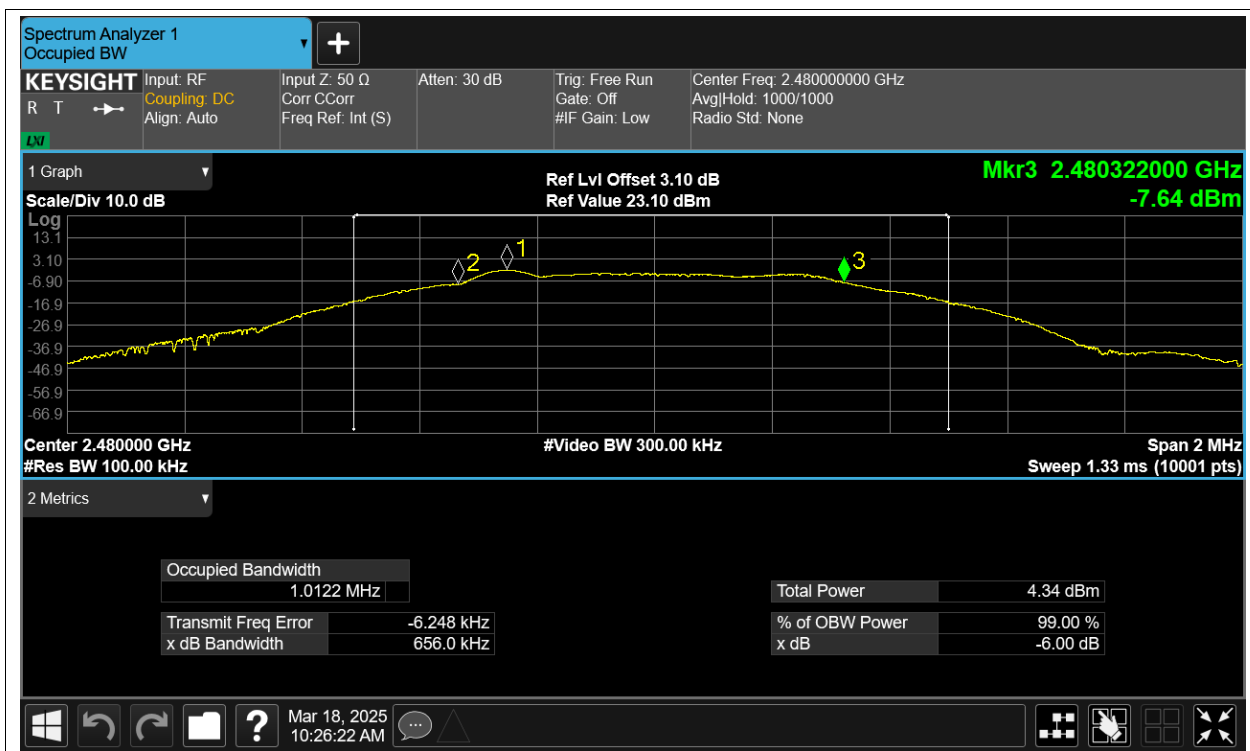 Spectrum Analyzer 1
Occupied BW
KEYSIGHT
R T
LXI
Input: RF
Coupling: DC
Align: Auto
Input Z: 50 Ω
Corr CCorr
Freq Ref: Int (S)
Atten: 30 dB
Trig: Free Run
Gate: Off
#IF Gain: Low
Center Freq: 2.480000000 GHz
Avg|Hold: 1000/1000
Radio Std: None
1 Graph
Scale/Div 10.0 dB
Ref Lvl Offset 3.10 dB
Ref Value 23.10 dBm
Mkr3 2.480322000 GHz
-7.64 dBm
Log
13.1
3.10
-6.90
-16.9
-26.9
-36.9
-46.9
-56.9
-66.9
2
1
3
Center 2.480000 GHz
#Video BW 300.00 kHz
Span 2 MHz
#Res BW 100.00 kHz
Sweep 1.33 ms (10001 pts)
2 Metrics
Occupied Bandwidth
1.0122 MHz
Total Power 4.34 dBm
Transmit Freq Error -6.248 kHz
% of OBW Power 99.00 %
x dB Bandwidth 656.0 kHz
x dB -6.00 dB
?
Mar 18, 2025
10:26:22 AM